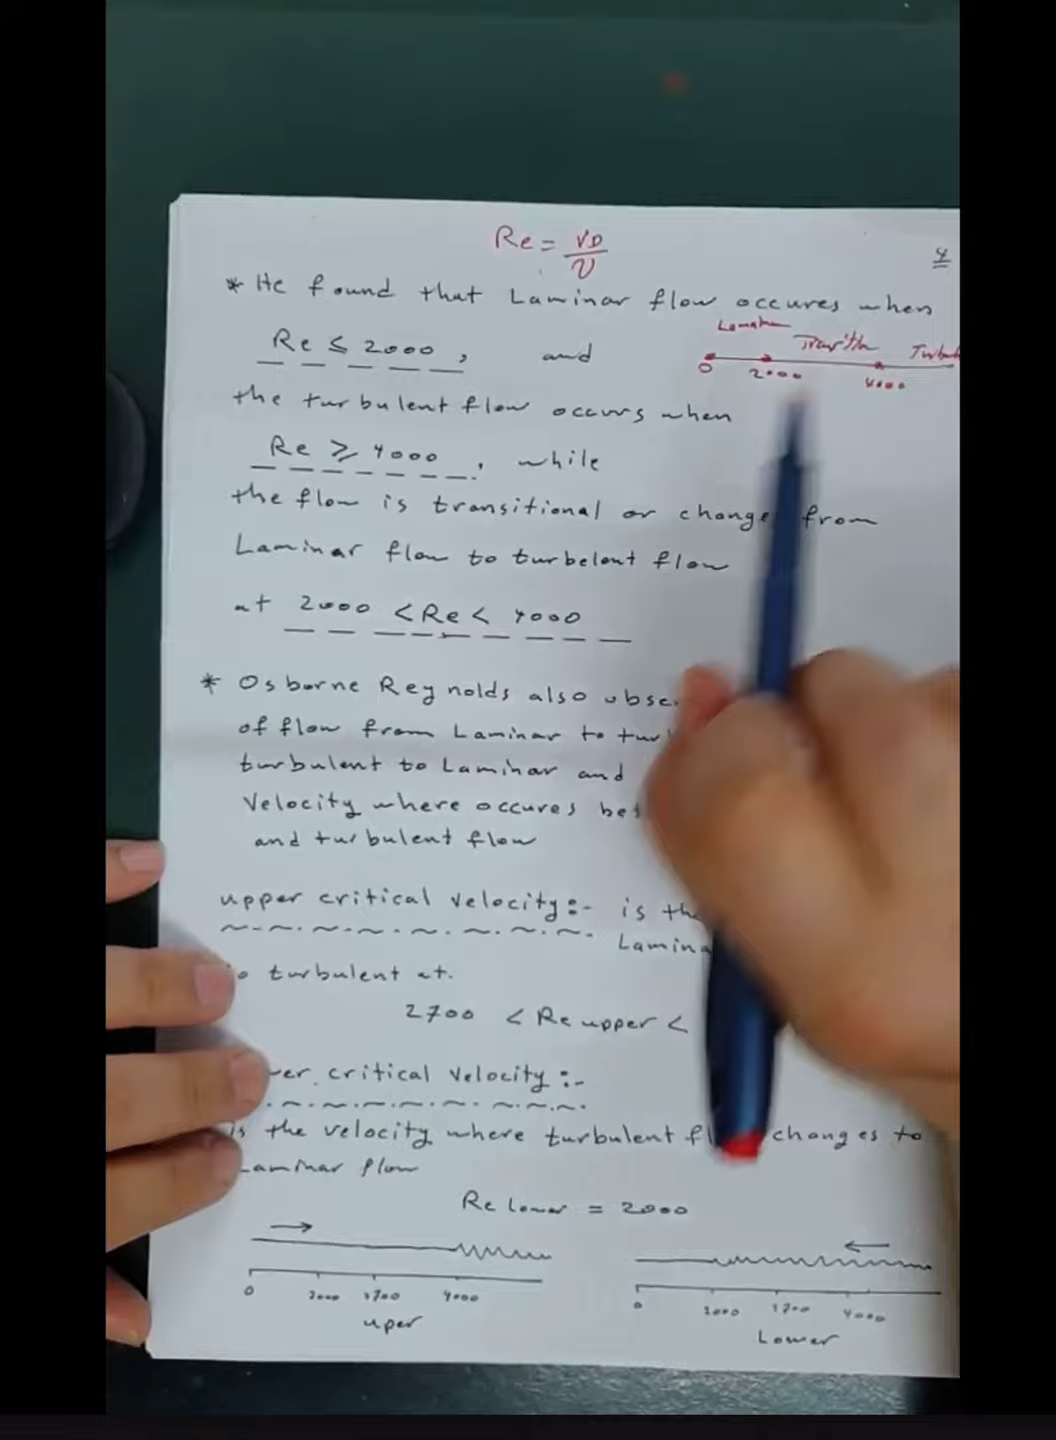 Re = VD/ν
4
* He found that Laminar flow occures when
Re ≤ 2000, and
Transition
0 2000 4000
the turbulent flow occurs when
Re ≥ 4000, while
the flow is transitional or change from
Laminar flow to turbelent flow
at 2000 < Re < 4000
* Osborne Reynolds also
of flow from Laminar to
turbulent to Laminar and
Velocity where occures
and turbulent flow
upper critical velocity:- is
turbulent at.
2700 < Re upper <
critical velocity:-
is the velocity where turbulent changes to
Laminar flow
Re lower = 2000
0 2000 2700 4000
uper
0 2000 2700 4000
Lower